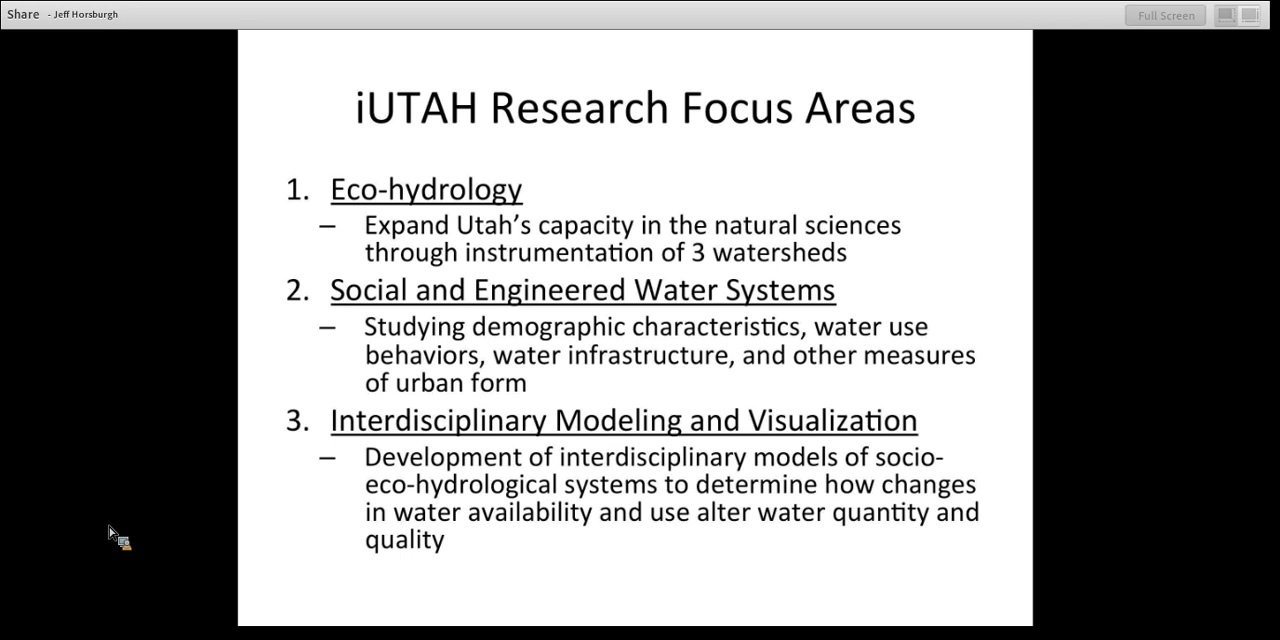 Share - Jeff Horsburgh
Full Screen
iUTAH Research Focus Areas
1. Eco-hydrology
– Expand Utah’s capacity in the natural sciences
through instrumentation of 3 watersheds
2. Social and Engineered Water Systems
– Studying demographic characteristics, water use
behaviors, water infrastructure, and other measures
of urban form
3. Interdisciplinary Modeling and Visualization
– Development of interdisciplinary models of socio-
eco-hydrological systems to determine how changes
in water availability and use alter water quantity and
quality